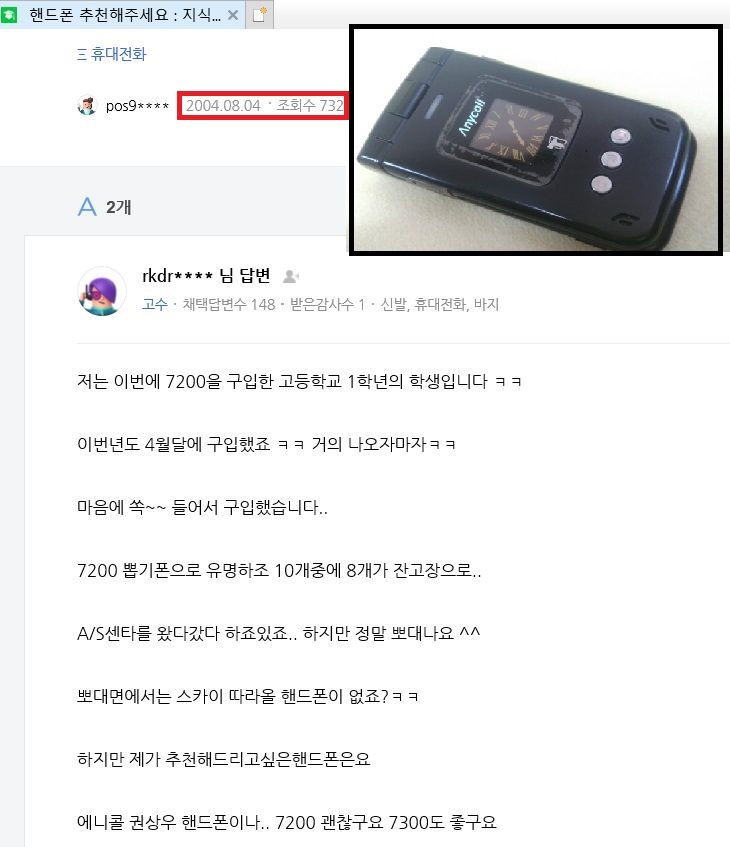 핸드폰 추천해주세요 : 지식...
휴대전화
pos9**** 2004.08.04 · 조회수 732
Anycall
A 2개
rkdr**** 님 답변
고수 · 채택답변수 148 · 받은감사수 1 · 신발, 휴대전화, 바지
저는 이번에 7200을 구입한 고등학교 1학년의 학생입니다 ㅋㅋ
이번년도 4월달에 구입했죠 ㅋㅋ 거의 나오자마자ㅋㅋ
마음에 쏙~~ 들어서 구입했습니다..
7200 뽑기폰으로 유명하조 10개중에 8개가 잔고장으로..
A/S센타를 왔다갔다 하죠있죠.. 하지만 정말 뽀대나요 ^^
뽀대면에서는 스카이 따라올 핸드폰이 없죠?ㅋㅋ
하지만 제가 추천해드리고싶은핸드폰은요
에니콜 권상우 핸드폰이나.. 7200 괜찮구요 7300도 좋구요